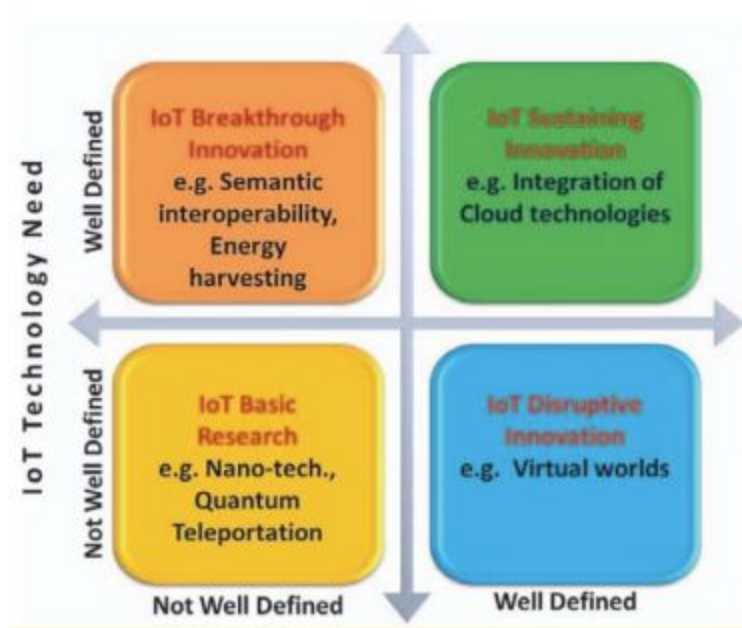 IoT Technology Need
Well Defined
Not Well Defined
IoT Breakthrough
Innovation
e.g. Semantic
interoperability,
Energy
harvesting
IoT Sustaining
Innovation
e.g. Integration of
Cloud technologies
IoT Basic
Research
e.g. Nano-tech.,
Quantum
Teleportation
IoT Disruptive
Innovation
e.g. Virtual worlds
Not Well Defined
Well Defined